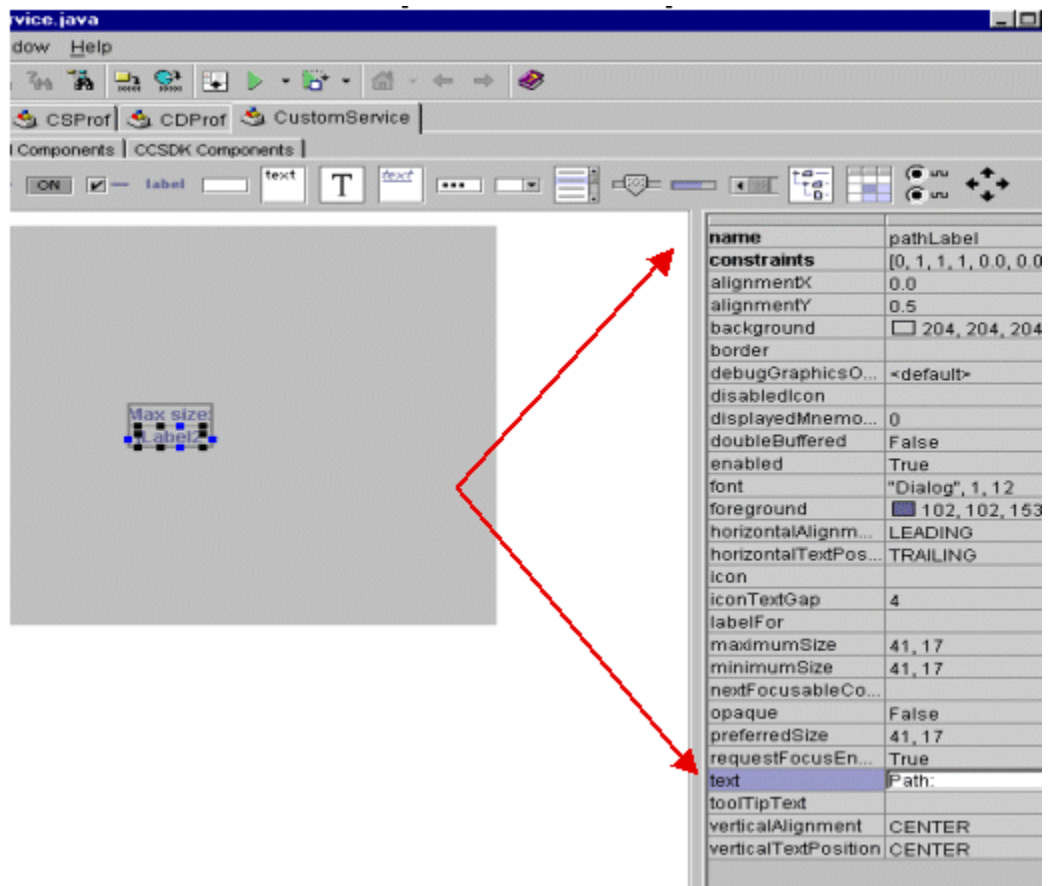 rvice.java
dow Help
CSProf CDProf CustomService
Components CCSDK Components
ON label text T text
name pathLabel
constraints [0, 1, 1, 1, 0.0, 0.0
alignmentX 0.0
alignmentY 0.5
background 204, 204, 204
border
debugGraphicsO... <default>
disabledIcon
displayedMnemo... 0
doubleBuffered False
enabled True
font "Dialog", 1, 12
foreground 102, 102, 153
horizontalAlignm... LEADING
horizontalTextPos... TRAILING
icon
iconTextGap 4
labelFor
maximumSize 41, 17
minimumSize 41, 17
nextFocusableCo...
opaque False
preferredSize 41, 17
requestFocusEn... True
text Path:
toolTipText
verticalAlignment CENTER
verticalTextPosition CENTER
Max size:
Label2